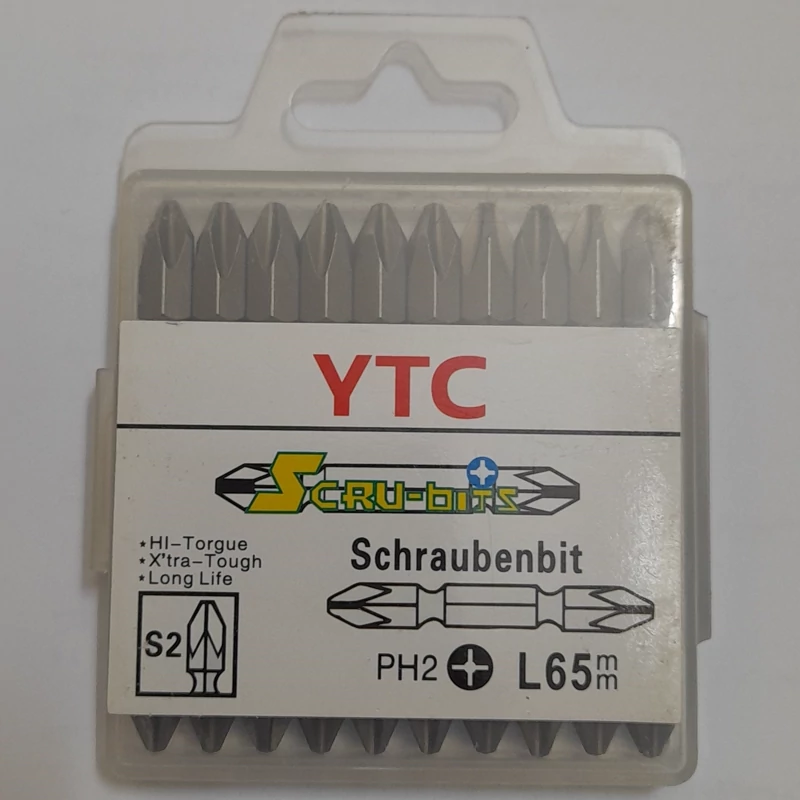 YTC
SCRU-BiTS
★HI-Torgue
★X'tra-Tough
★Long Life
Schraubenbit
S2
PH2 L65mm